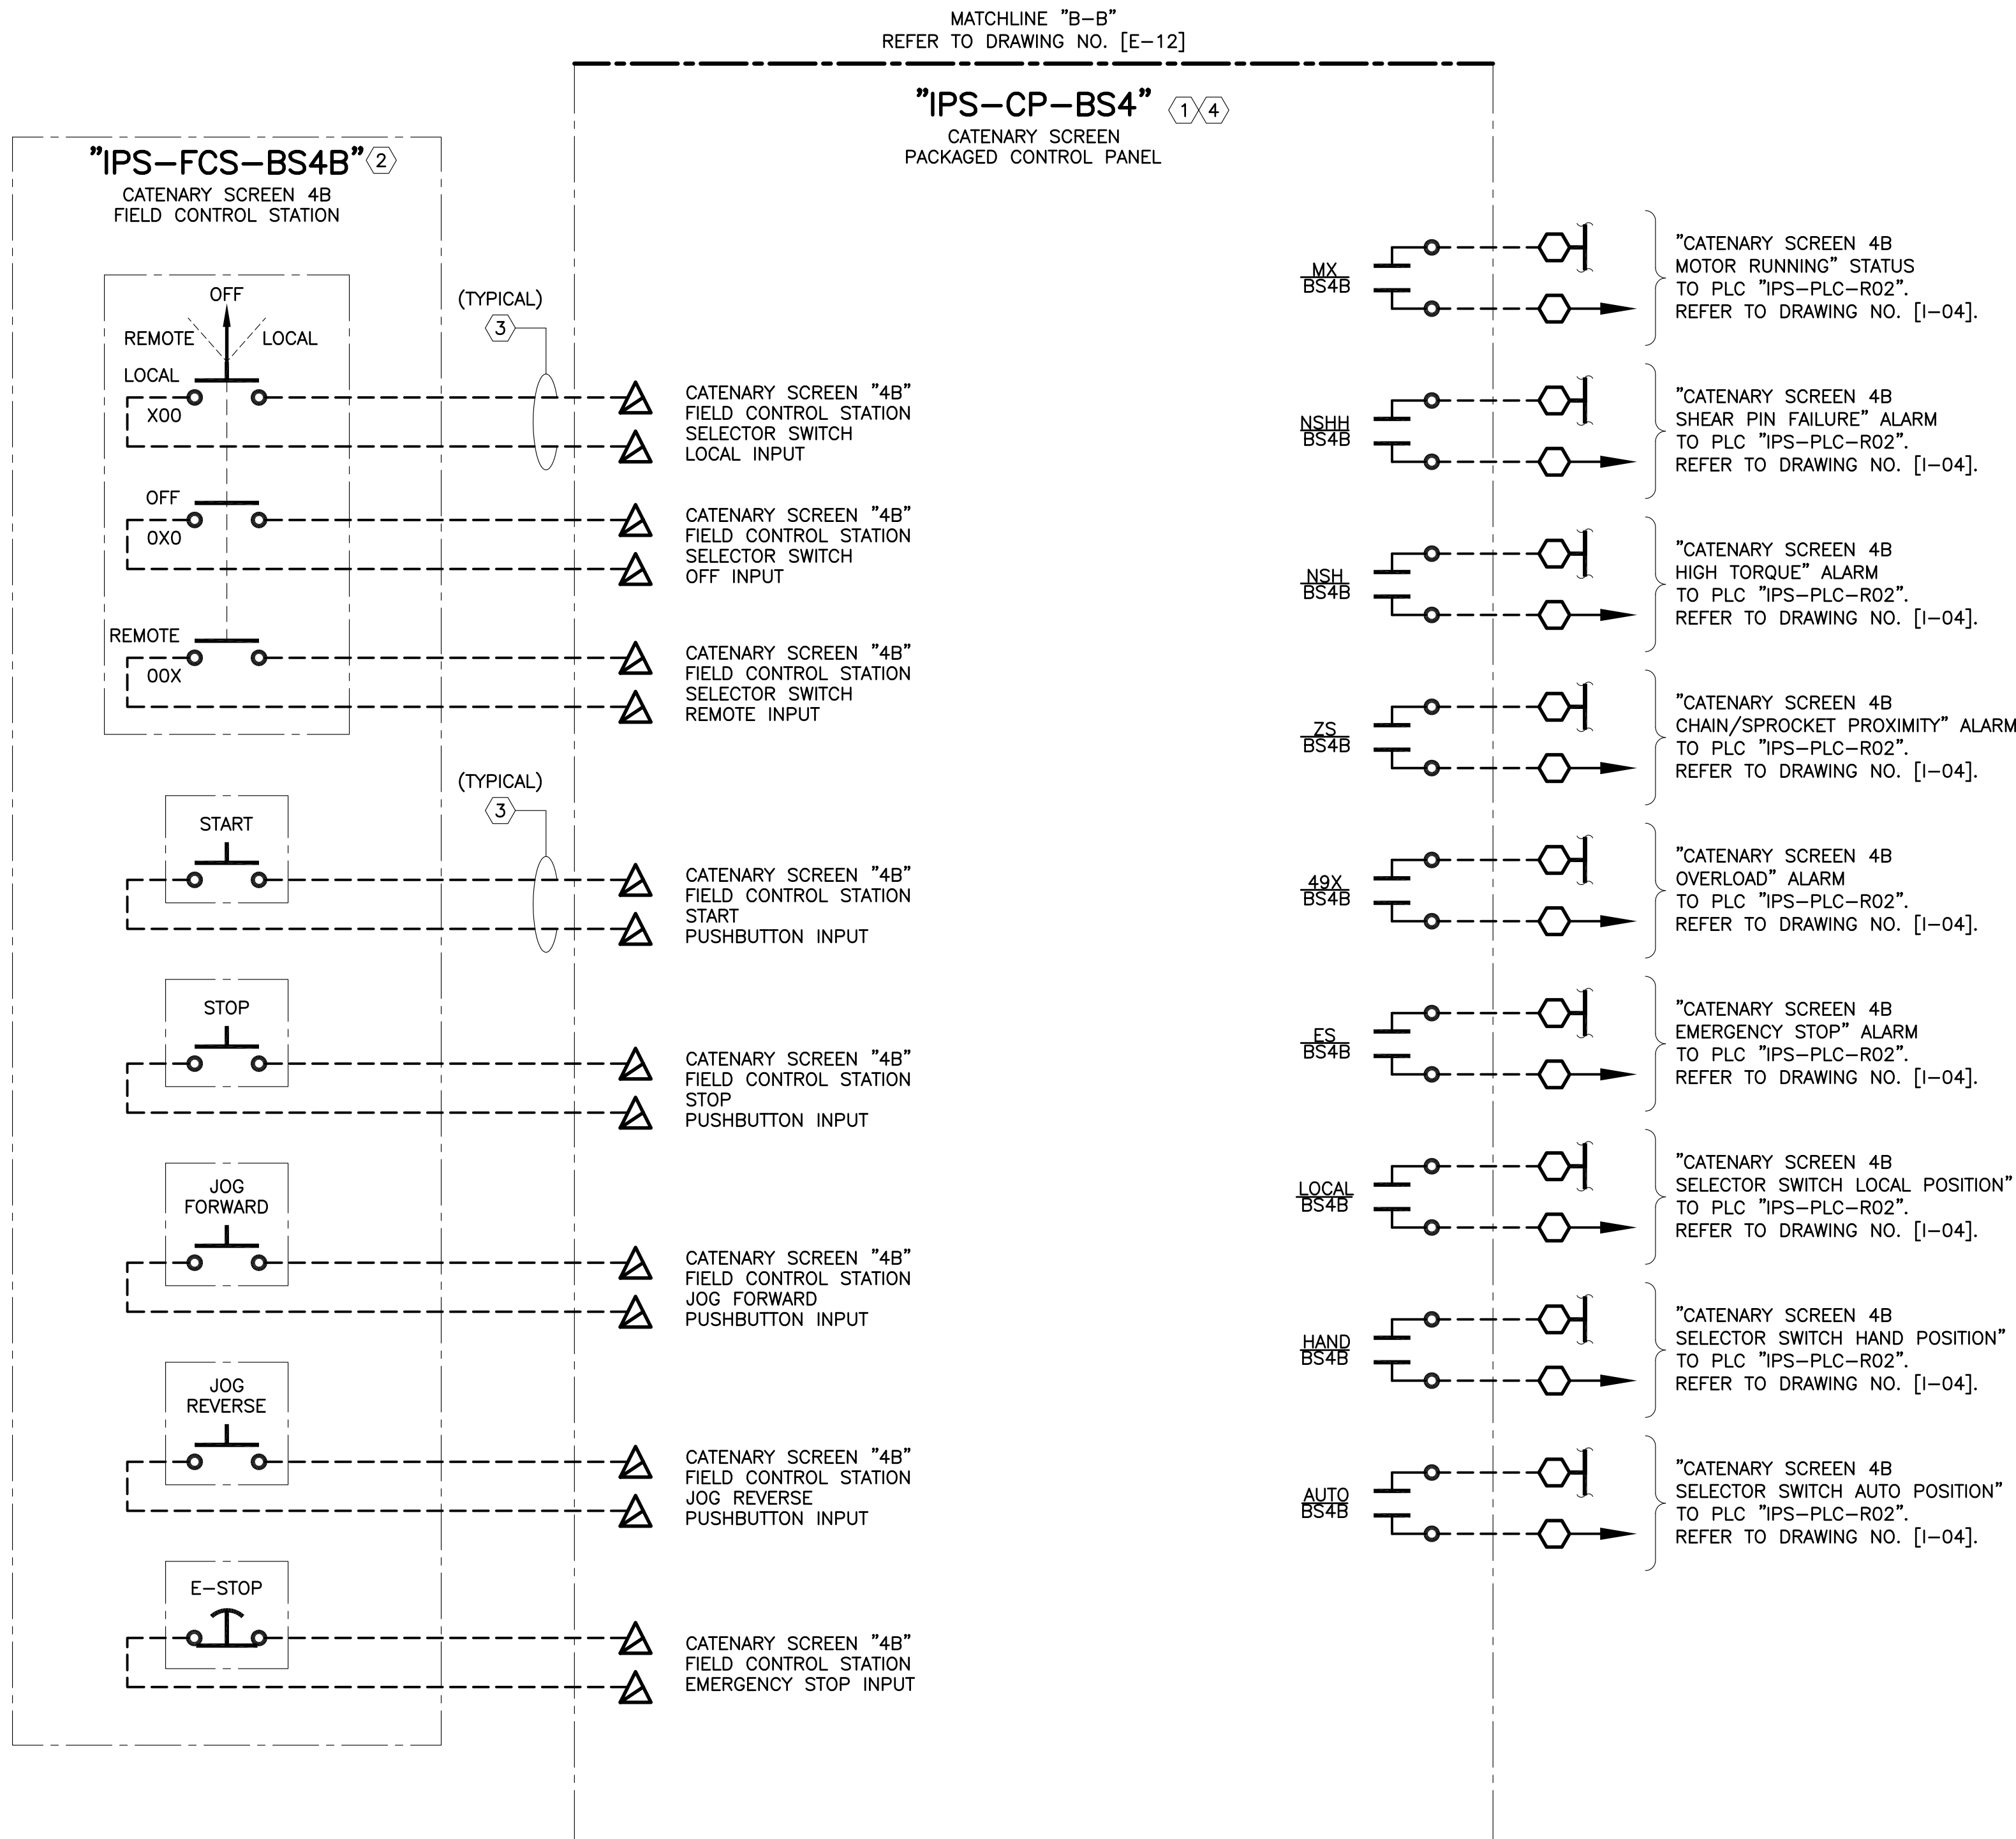 MATCHLINE "B-B"
REFER TO DRAWING NO. [E-12]
"IPS-CP-BS4" 1 4
CATENARY SCREEN
PACKAGED CONTROL PANEL
"IPS-FCS-BS4B" 2
CATENARY SCREEN 4B
FIELD CONTROL STATION
OFF
REMOTE LOCAL
LOCAL
X00
OFF
0X0
REMOTE
00X
START
STOP
JOG
FORWARD
JOG
REVERSE
E-STOP
(TYPICAL)
3
(TYPICAL)
3
CATENARY SCREEN "4B"
FIELD CONTROL STATION
SELECTOR SWITCH
LOCAL INPUT
CATENARY SCREEN "4B"
FIELD CONTROL STATION
SELECTOR SWITCH
OFF INPUT
CATENARY SCREEN "4B"
FIELD CONTROL STATION
SELECTOR SWITCH
REMOTE INPUT
CATENARY SCREEN "4B"
FIELD CONTROL STATION
START
PUSHBUTTON INPUT
CATENARY SCREEN "4B"
FIELD CONTROL STATION
STOP
PUSHBUTTON INPUT
CATENARY SCREEN "4B"
FIELD CONTROL STATION
JOG FORWARD
PUSHBUTTON INPUT
CATENARY SCREEN "4B"
FIELD CONTROL STATION
JOG REVERSE
PUSHBUTTON INPUT
CATENARY SCREEN "4B"
FIELD CONTROL STATION
EMERGENCY STOP INPUT
MX
BS4B
"CATENARY SCREEN 4B
MOTOR RUNNING" STATUS
TO PLC "IPS-PLC-R02".
REFER TO DRAWING NO. [I-04].
NSHH
BS4B
"CATENARY SCREEN 4B
SHEAR PIN FAILURE" ALARM
TO PLC "IPS-PLC-R02".
REFER TO DRAWING NO. [I-04].
NSH
BS4B
"CATENARY SCREEN 4B
HIGH TORQUE" ALARM
TO PLC "IPS-PLC-R02".
REFER TO DRAWING NO. [I-04].
ZS
BS4B
"CATENARY SCREEN 4B
CHAIN/SPROCKET PROXIMITY" ALARM
TO PLC "IPS-PLC-R02".
REFER TO DRAWING NO. [I-04].
49X
BS4B
"CATENARY SCREEN 4B
OVERLOAD" ALARM
TO PLC "IPS-PLC-R02".
REFER TO DRAWING NO. [I-04].
ES
BS4B
"CATENARY SCREEN 4B
EMERGENCY STOP" ALARM
TO PLC "IPS-PLC-R02".
REFER TO DRAWING NO. [I-04].
LOCAL
BS4B
"CATENARY SCREEN 4B
SELECTOR SWITCH LOCAL POSITION"
TO PLC "IPS-PLC-R02".
REFER TO DRAWING NO. [I-04].
HAND
BS4B
"CATENARY SCREEN 4B
SELECTOR SWITCH HAND POSITION"
TO PLC "IPS-PLC-R02".
REFER TO DRAWING NO. [I-04].
AUTO
BS4B
"CATENARY SCREEN 4B
SELECTOR SWITCH AUTO POSITION"
TO PLC "IPS-PLC-R02".
REFER TO DRAWING NO. [I-04].